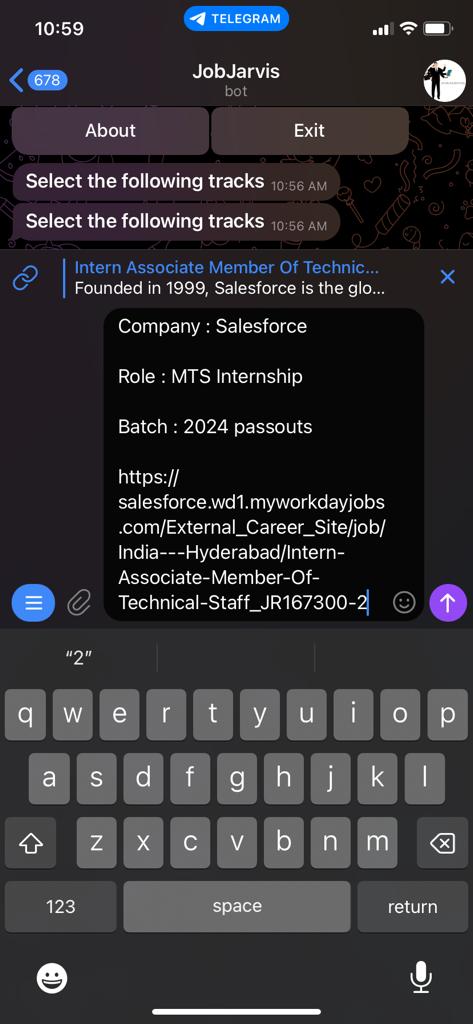 10:59
TELEGRAM
678
JobJarvis
bot
About
Exit
Select the following tracks 10:56 AM
Select the following tracks 10:56 AM
Intern Associate Member Of Technic...
Founded in 1999, Salesforce is the glo...
Company : Salesforce
Role : MTS Internship
Batch : 2024 passouts
https://
salesforce.wd1.myworkdayjobs
.com/External_Career_Site/job/
India---Hyderabad/Intern-
Associate-Member-Of-
Technical-Staff_JR167300-2
“2”
q w e r t y u i o p
a s d f g h j k l
z x c v b n m
123 space return